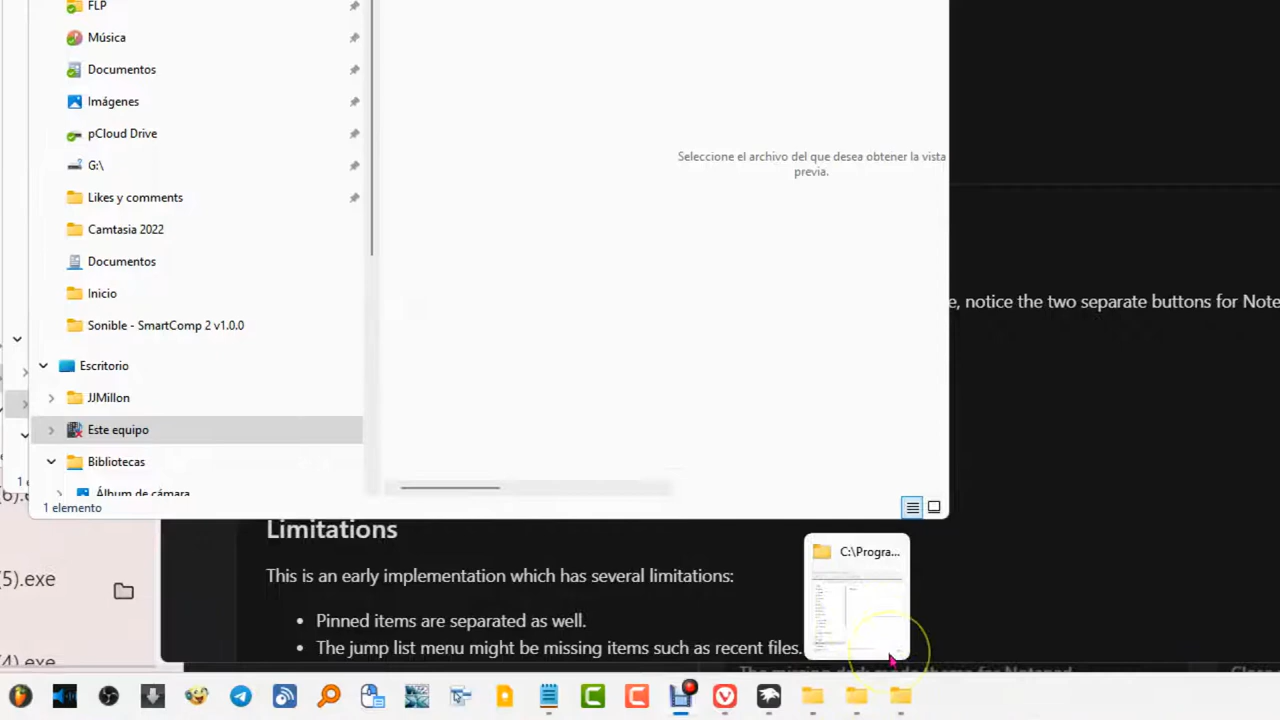 FLP
Música
Documentos
Imágenes
pCloud Drive
G:\
Likes y comments
Camtasia 2022
Documentos
Inicio
Sonible - SmartComp 2 v1.0.0
Escritorio
JJMillon
Este equipo
Bibliotecas
Álbum de cámara
1 elemento
Seleccione el archivo del que desea obtener la vista
previa.
e, notice the two separate buttons for Note
Limitations
This is an early implementation which has several limitations:
• Pinned items are separated as well.
• The jump list menu might be missing items such as recent files.
C:\Progra...
(5).exe
(4).exe